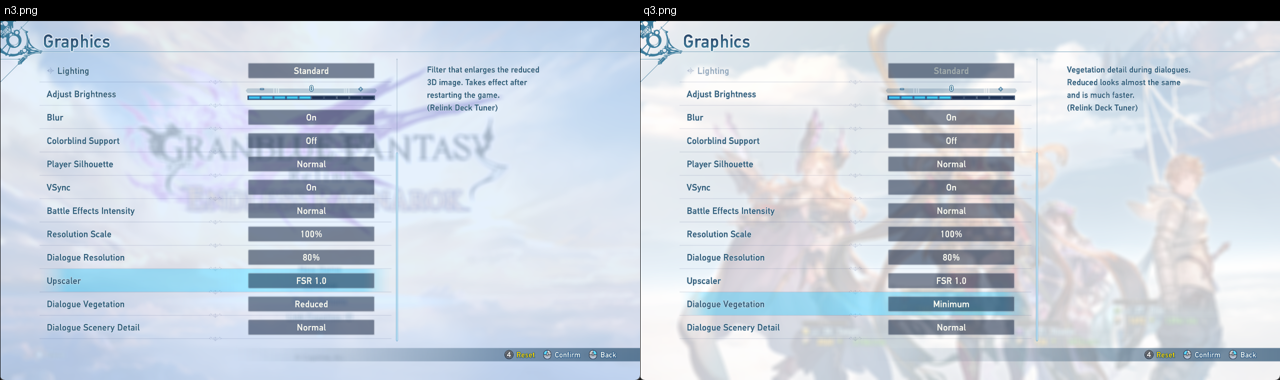 n3.png
Graphics
Lighting Standard
Adjust Brightness
Blur On
Colorblind Support Off
Player Silhouette Normal
VSync On
Battle Effects Intensity Normal
Resolution Scale 100%
Dialogue Resolution 80%
Upscaler FSR 1.0
Dialogue Vegetation Reduced
Dialogue Scenery Detail Normal
Filter that enlarges the reduced
3D image. Takes effect after
restarting the game.
(Relink Deck Tuner)
GRANBLUE FANTASY
4 Reset Confirm Back
q3.png
Graphics
Lighting Standard
Adjust Brightness
Blur On
Colorblind Support Off
Player Silhouette Normal
VSync On
Battle Effects Intensity Normal
Resolution Scale 100%
Dialogue Resolution 80%
Upscaler FSR 1.0
Dialogue Vegetation Minimum
Dialogue Scenery Detail Normal
Vegetation detail during dialogues.
Reduced looks almost the same
and is much faster.
(Relink Deck Tuner)
4 Reset Confirm Back